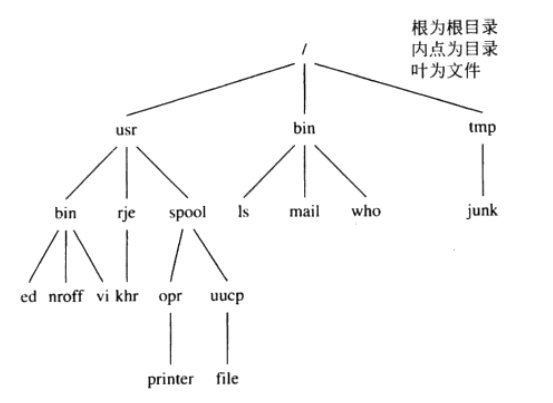 根为根目录
内点为目录
叶为文件
/
usr bin tmp
bin rje spool ls mail who junk
ed nroff vi khr opr uucp
printer file